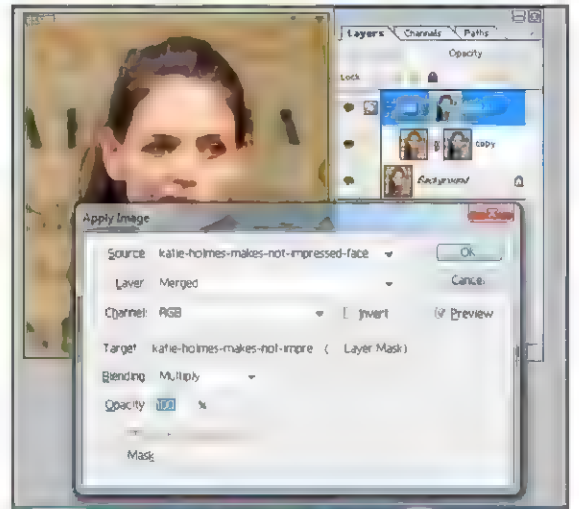 Layers Channels Paths
Opacity
Lock
copy
Background
Apply Image
Source katie-holmes-makes-not-impressed-face
OK
Layer Merged
Cancel
Channel: RGB
Invert
Preview
Target katie-holmes-makes-not-impre ( Layer Mask)
Blending Multiply
Opacity 100 %
Mask